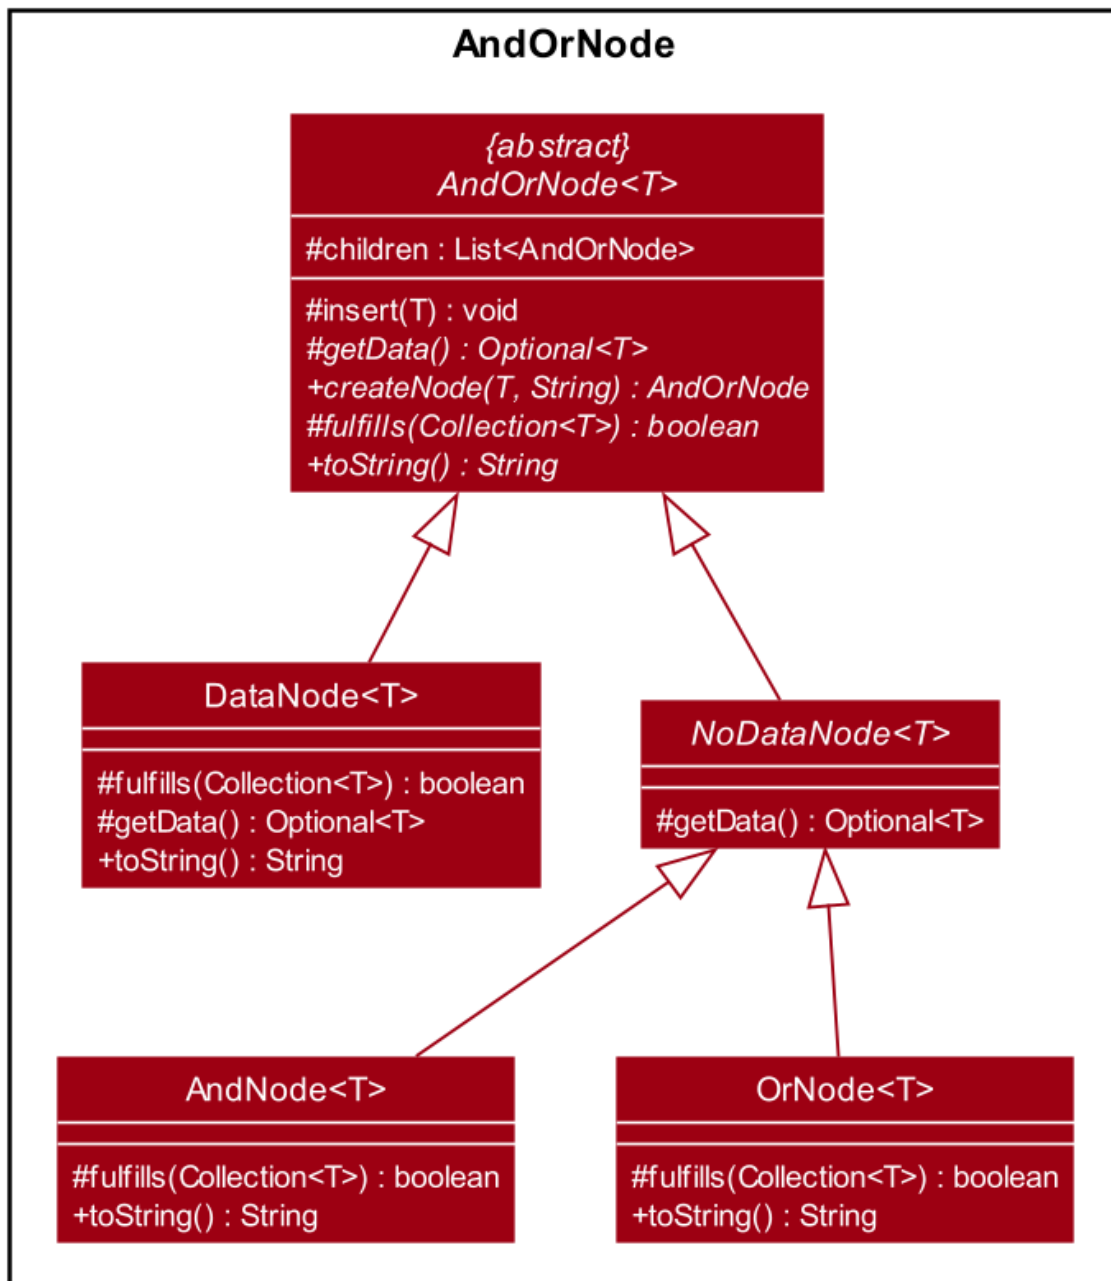 AndOrNode
{abstract}
AndOrNode<T>
#children : List<AndOrNode>
#insert(T) : void
#getData() : Optional<T>
+createNode(T, String) : AndOrNode
#fulfills(Collection<T>) : boolean
+toString() : String
DataNode<T>
#fulfills(Collection<T>) : boolean
#getData() : Optional<T>
+toString() : String
NoDataNode<T>
#getData() : Optional<T>
AndNode<T>
#fulfills(Collection<T>) : boolean
+toString() : String
OrNode<T>
#fulfills(Collection<T>) : boolean
+toString() : String